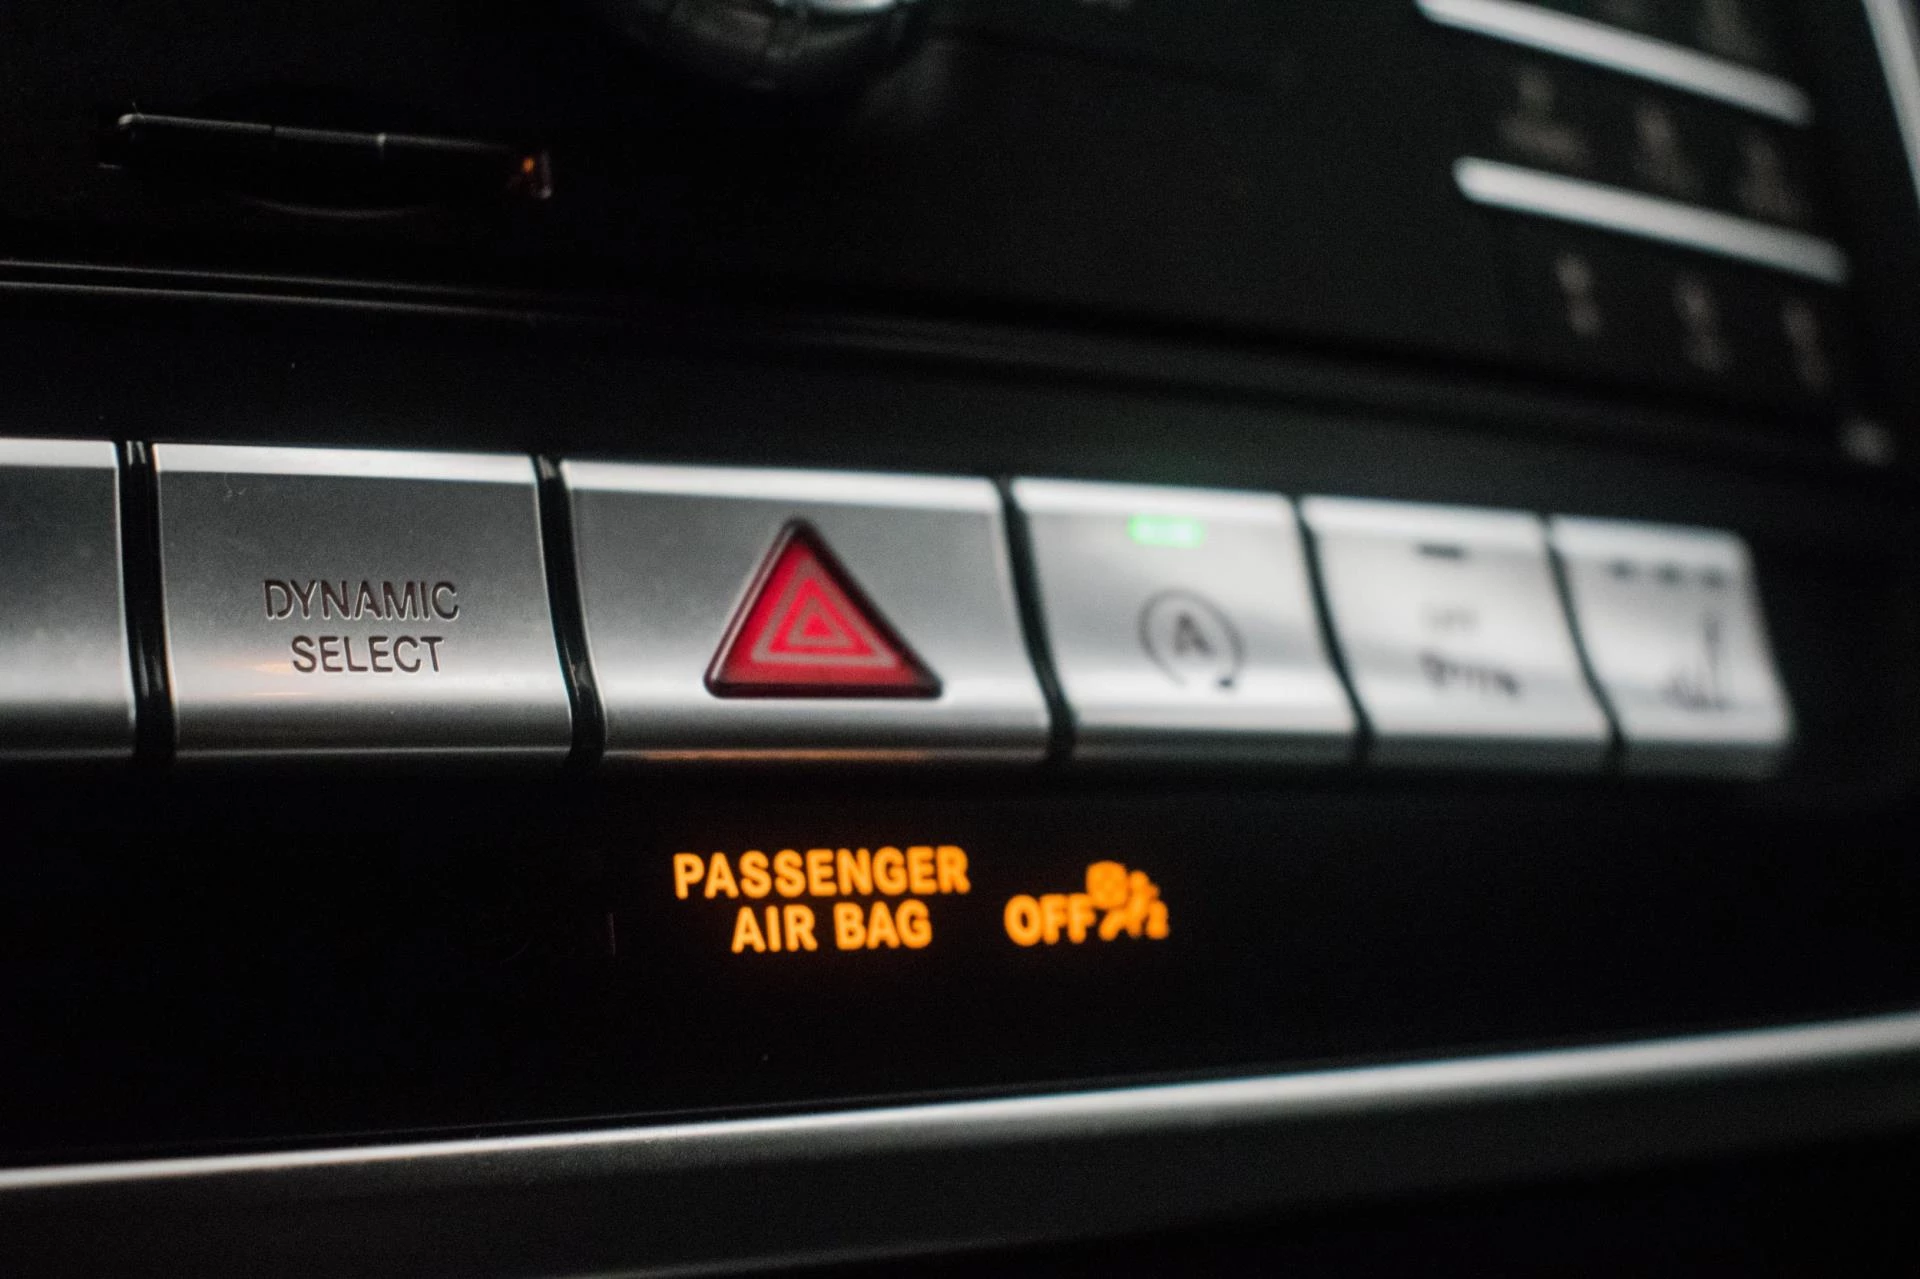 DYNAMIC
SELECT
A
PASSENGER
AIR BAG
OFF